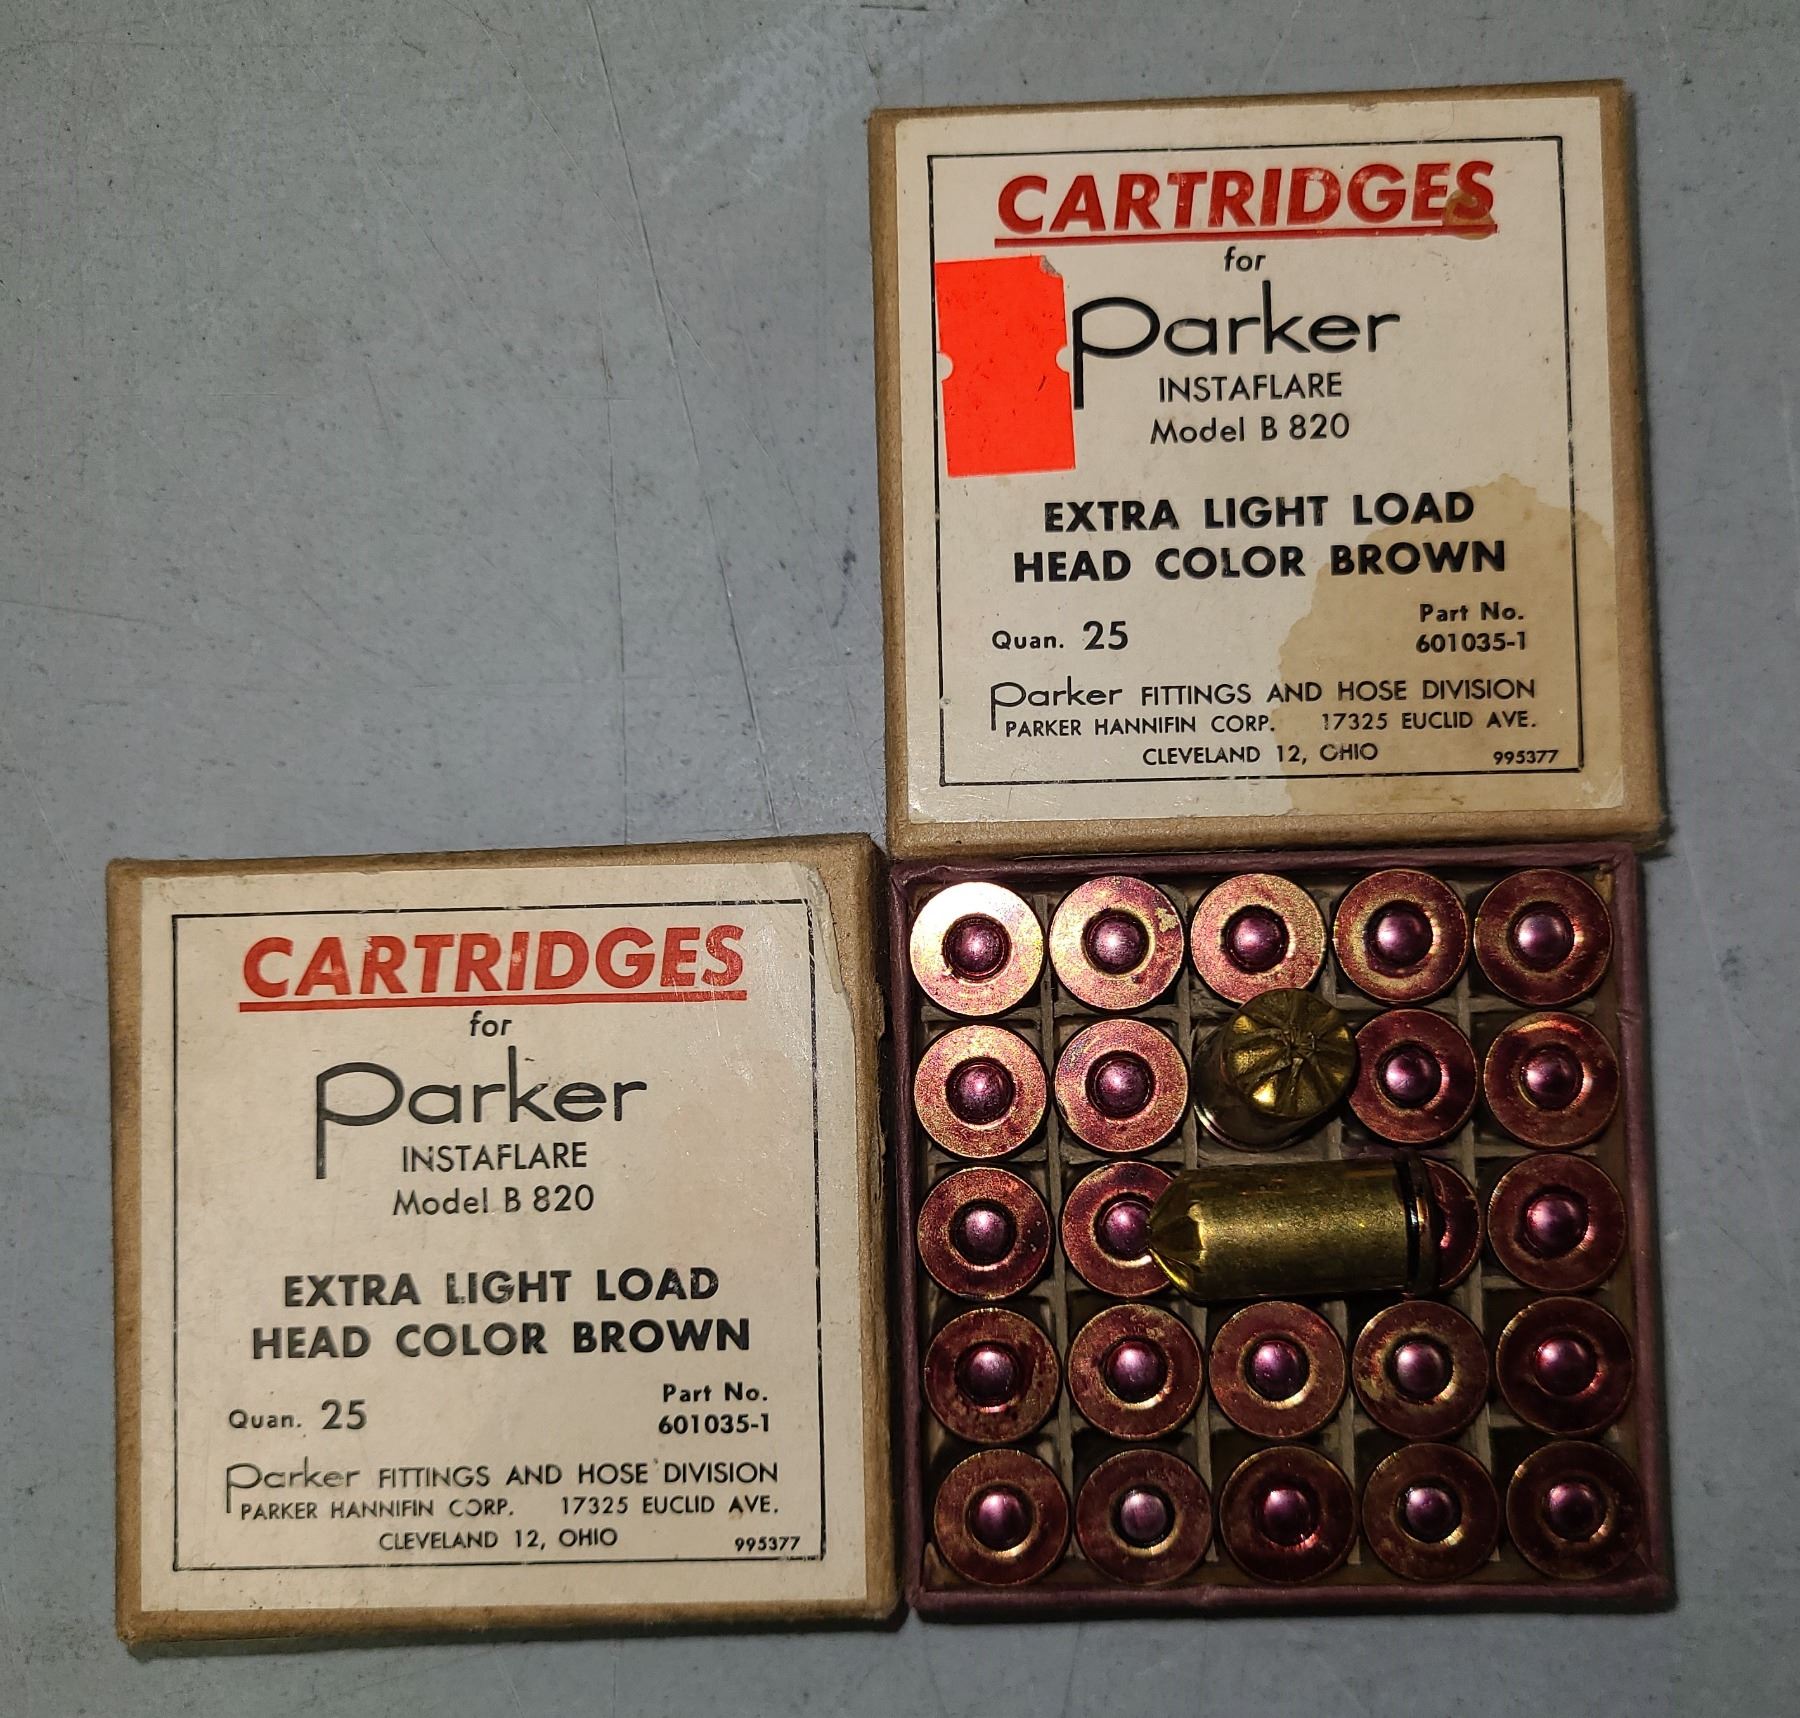 CARTRIDGES
for
Parker
INSTAFLARE
Model B 820
EXTRA LIGHT LOAD
HEAD COLOR BROWN
Quan. 25
Part No.
601035-1
Parker FITTINGS AND HOSE DIVISION
PARKER HANNIFIN CORP. 17325 EUCLID AVE.
CLEVELAND 12, OHIO 995377
CARTRIDGES
for
Parker
INSTAFLARE
Model B 820
EXTRA LIGHT LOAD
HEAD COLOR BROWN
Quan. 25
Part No.
601035-1
Parker FITTINGS AND HOSE DIVISION
PARKER HANNIFIN CORP. 17325 EUCLID AVE.
CLEVELAND 12, OHIO 995377